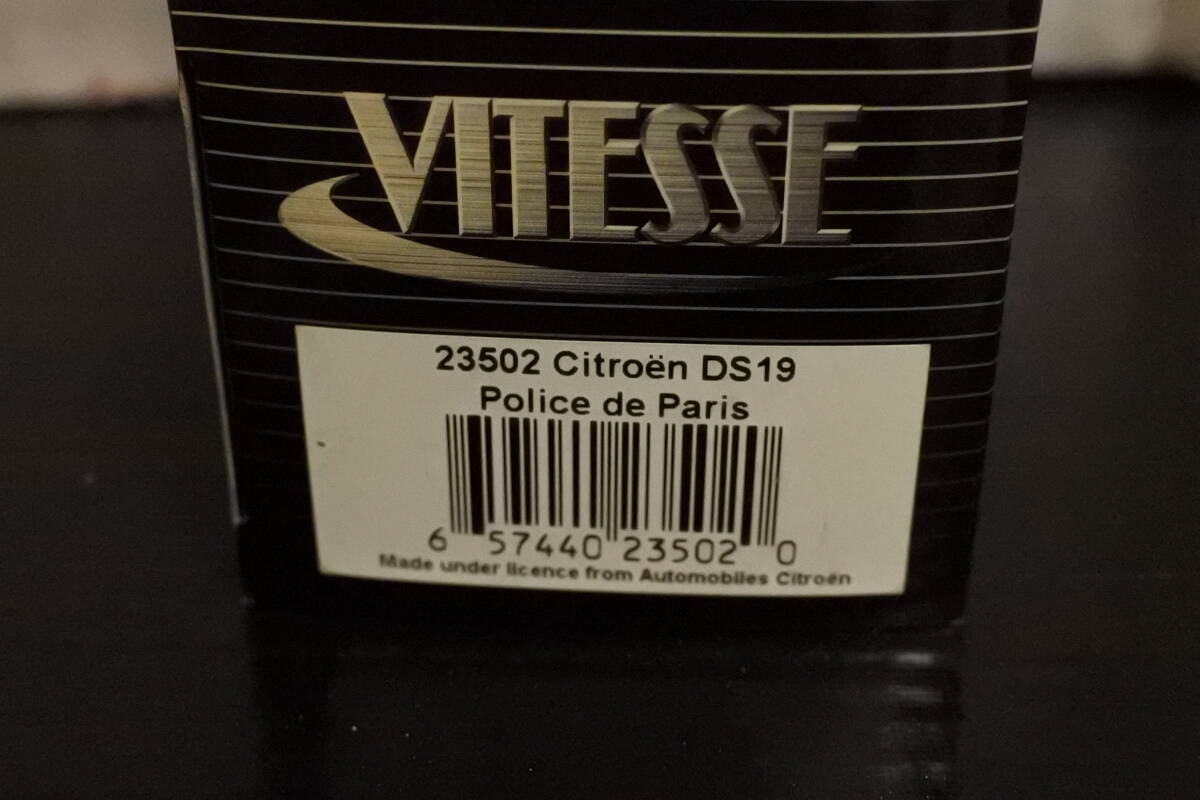 VITESSE
23502 Citroën DS19
Police de Paris
6 57440 23502 0
Made under licence from Automobiles Citroën